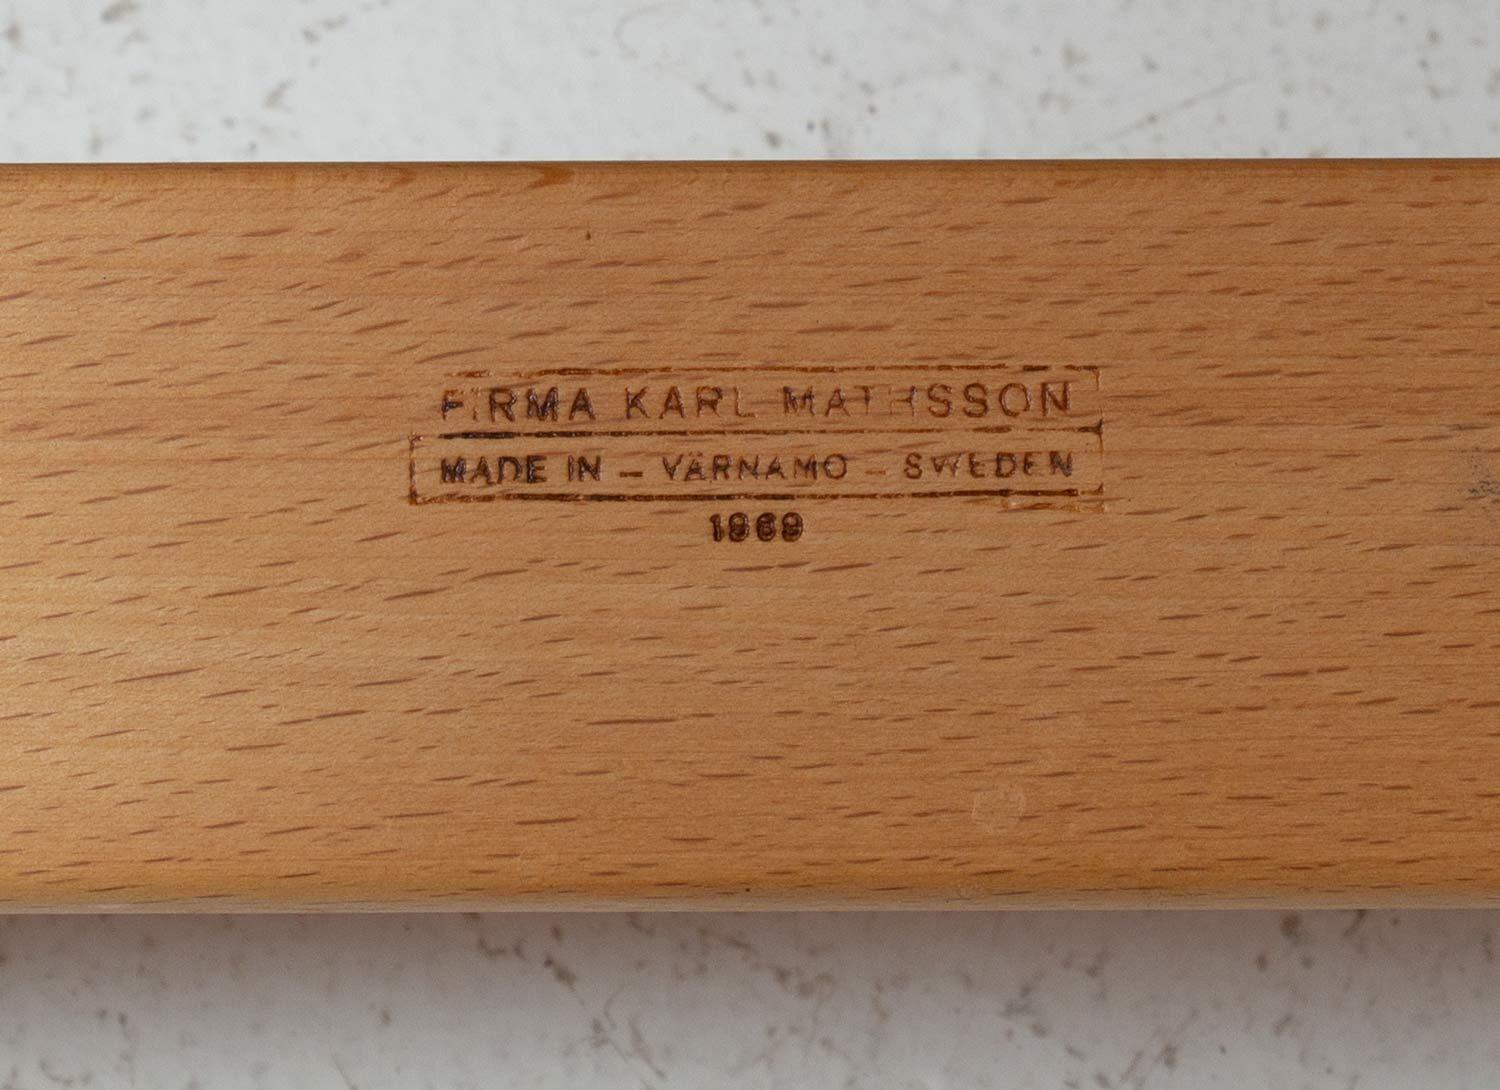 FIRMA KARL MATHSSON
MADE IN - VÄRNAMO - SWEDEN
1969